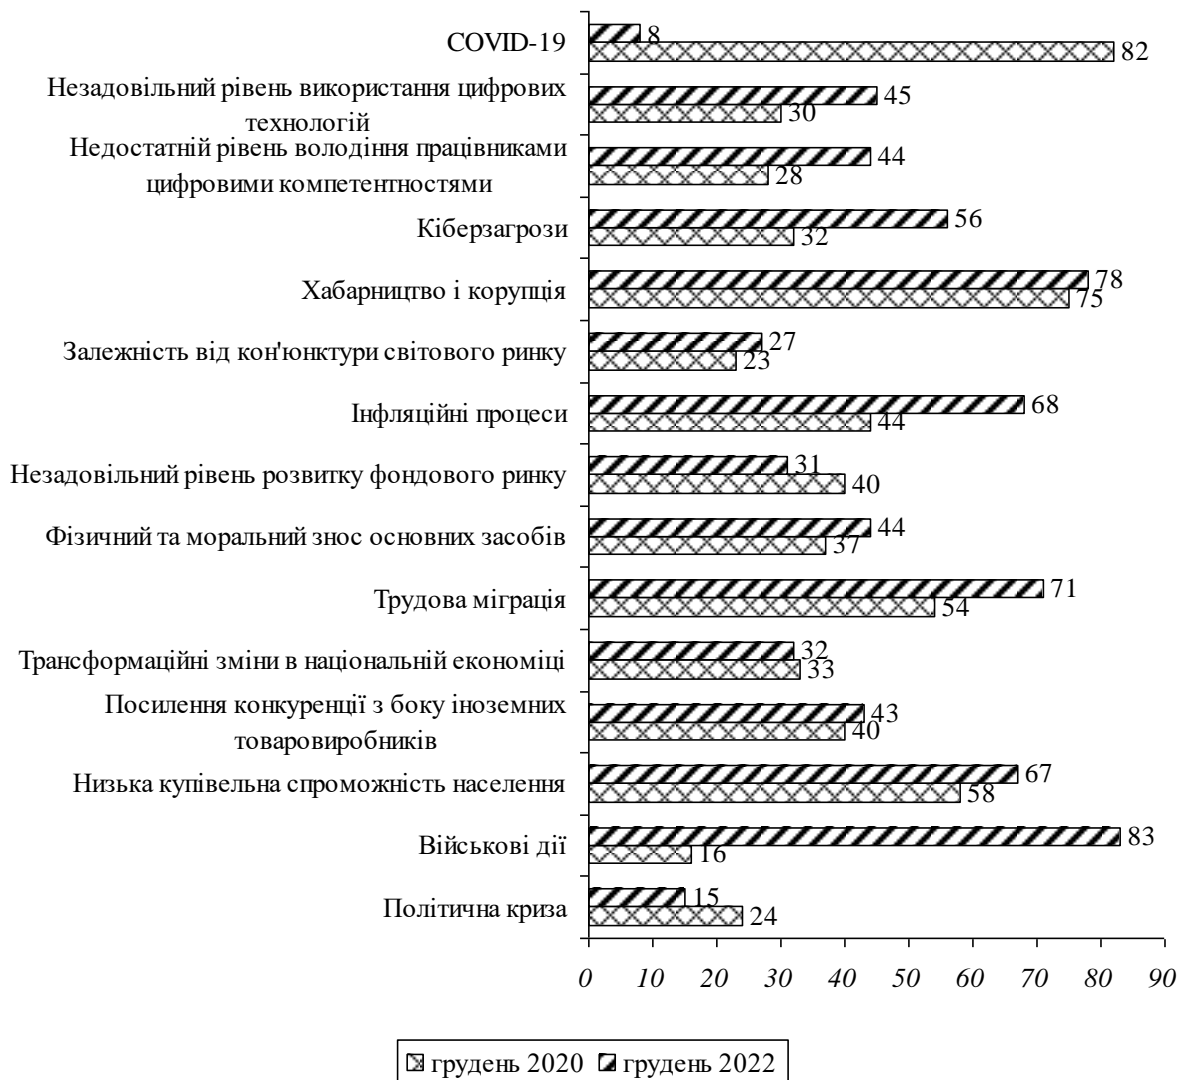 COVID-19
8
82
Незадовільний рівень використання цифрових
технологій
45
30
Недостатній рівень володіння працівниками
цифровими компетентностями
44
28
Кіберзагрози
56
32
Хабарництво і корупція
78
75
Залежність від кон'юнктури світового ринку
27
23
Інфляційні процеси
68
44
Незадовільний рівень розвитку фондового ринку
31
40
Фізичний та моральний знос основних засобів
44
37
Трудова міграція
71
54
Трансформаційні зміни в національній економіці
32
33
Посилення конкуренції з боку іноземних
товаровиробників
43
40
Низька купівельна спроможність населення
67
58
Військові дії
83
16
Політична криза
15
24
0 10 20 30 40 50 60 70 80 90
грудень 2020 грудень 2022